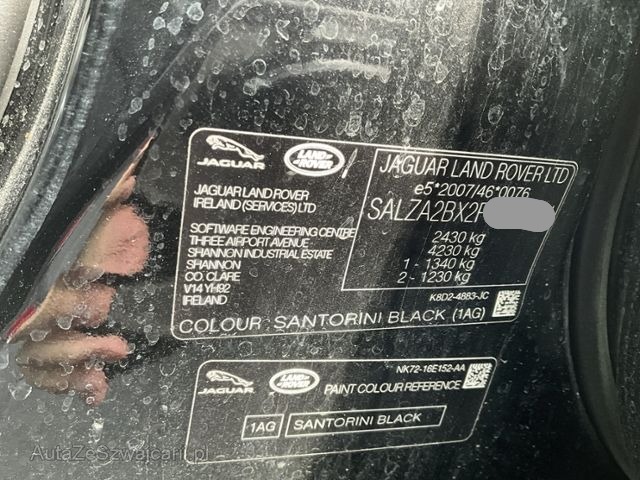 JAGUAR
LAND ROVER
JAGUAR LAND ROVER
IRELAND (SERVICES) LTD
SOFTWARE ENGINEERING CENTRE
THREE AIRPORT AVENUE
SHANNON INDUSTRIAL ESTATE
SHANNON
CO. CLARE
V14 YH92
IRELAND
JAGUAR LAND ROVER LTD
e5*2007/46*0076
SALZA2BX2
2430 kg
4230 kg
1 - 1340 kg
2 - 1230 kg
K8D2-4883-JC
COLOUR: SANTORINI BLACK (1AG)
JAGUAR
LAND ROVER
NK72-16E152-AA
PAINT COLOUR REFERENCE
1AG SANTORINI BLACK
AutaZeSzwajcarii.pl